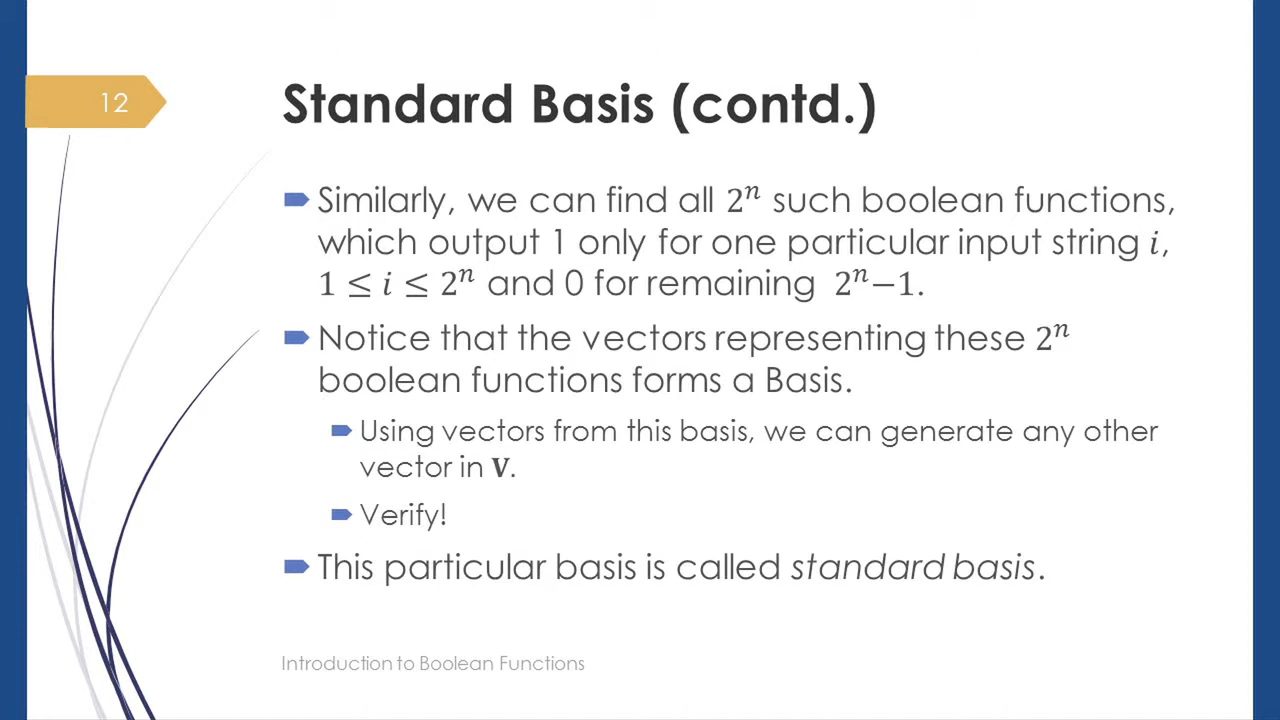 12
Standard Basis (contd.)
Similarly, we can find all 2ⁿ such boolean functions,
which output 1 only for one particular input string i,
1 ≤ i ≤ 2ⁿ and 0 for remaining 2ⁿ−1.
Notice that the vectors representing these 2ⁿ
boolean functions forms a Basis.
Using vectors from this basis, we can generate any other
vector in V.
Verify!
This particular basis is called standard basis.
Introduction to Boolean Functions